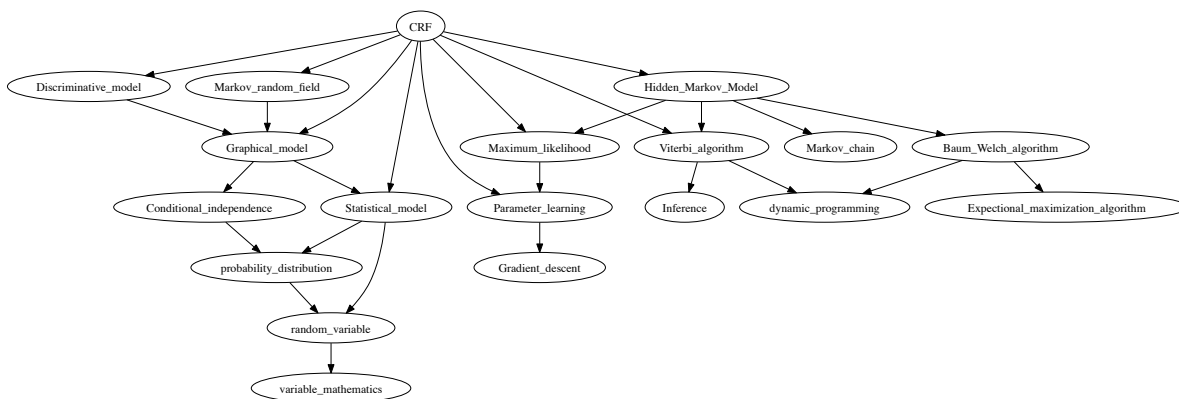 CRF
Discriminative_model
Markov_random_field
Hidden_Markov_Model
Graphical_model
Maximum_likelihood
Viterbi_algorithm
Markov_chain
Baum_Welch_algorithm
Conditional_independence
Statistical_model
Parameter_learning
Inference
dynamic_programming
Expectional_maximization_algorithm
probability_distribution
Gradient_descent
random_variable
variable_mathematics